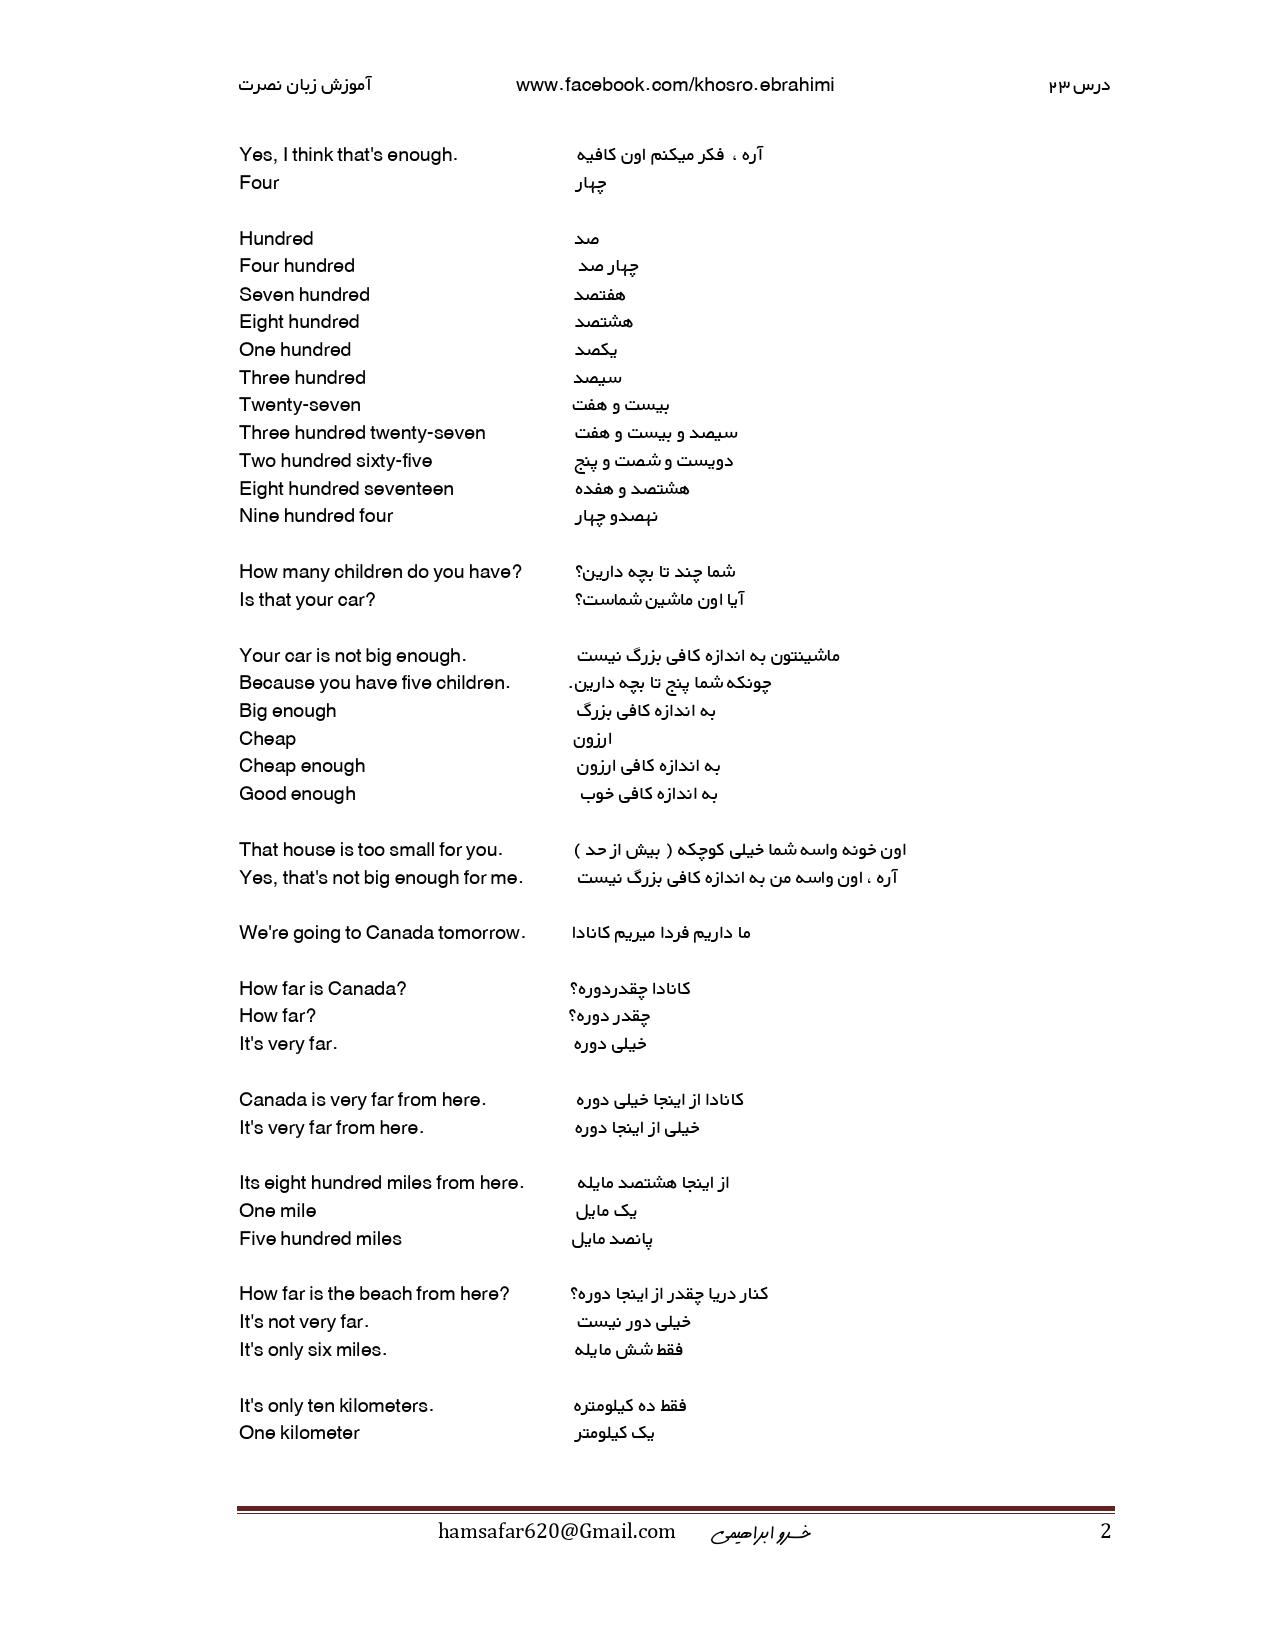 آموزش زبان نصرت www.facebook.com/khosro.ebrahimi درس ۲۳
Yes, I think that's enough. آره ، فکر میکنم اون کافیه
Four چهار
Hundred صد
Four hundred چهار صد
Seven hundred هفتصد
Eight hundred هشتصد
One hundred یکصد
Three hundred سیصد
Twenty-seven بیست و هفت
Three hundred twenty-seven سیصد و بیست و هفت
Two hundred sixty-five دویست و شصت و پنج
Eight hundred seventeen هشتصد و هفده
Nine hundred four نهصدو چهار
How many children do you have? شما چند تا بچه دارین؟
Is that your car? آیا اون ماشین شماست؟
Your car is not big enough. ماشینتون به اندازه کافی بزرگ نیست
Because you have five children. چونکه شما پنج تا بچه دارین.
Big enough به اندازه کافی بزرگ
Cheap ارزون
Cheap enough به اندازه کافی ارزون
Good enough به اندازه کافی خوب
That house is too small for you. اون خونه واسه شما خیلی کوچکه ( بیش از حد )
Yes, that's not big enough for me. آره ، اون واسه من به اندازه کافی بزرگ نیست
We're going to Canada tomorrow. ما داریم فردا میریم کانادا
How far is Canada? کانادا چقدردوره؟
How far? چقدر دوره؟
It's very far. خیلی دوره
Canada is very far from here. کانادا از اینجا خیلی دوره
It's very far from here. خیلی از اینجا دوره
Its eight hundred miles from here. از اینجا هشتصد مایله
One mile یک مایل
Five hundred miles پانصد مایل
How far is the beach from here? کنار دریا چقدر از اینجا دوره؟
It's not very far. خیلی دور نیست
It's only six miles. فقط شش مایله
It's only ten kilometers. فقط ده کیلومتره
One kilometer یک کیلومتر
hamsafar620@Gmail.com خسرو ابراهیمی 2